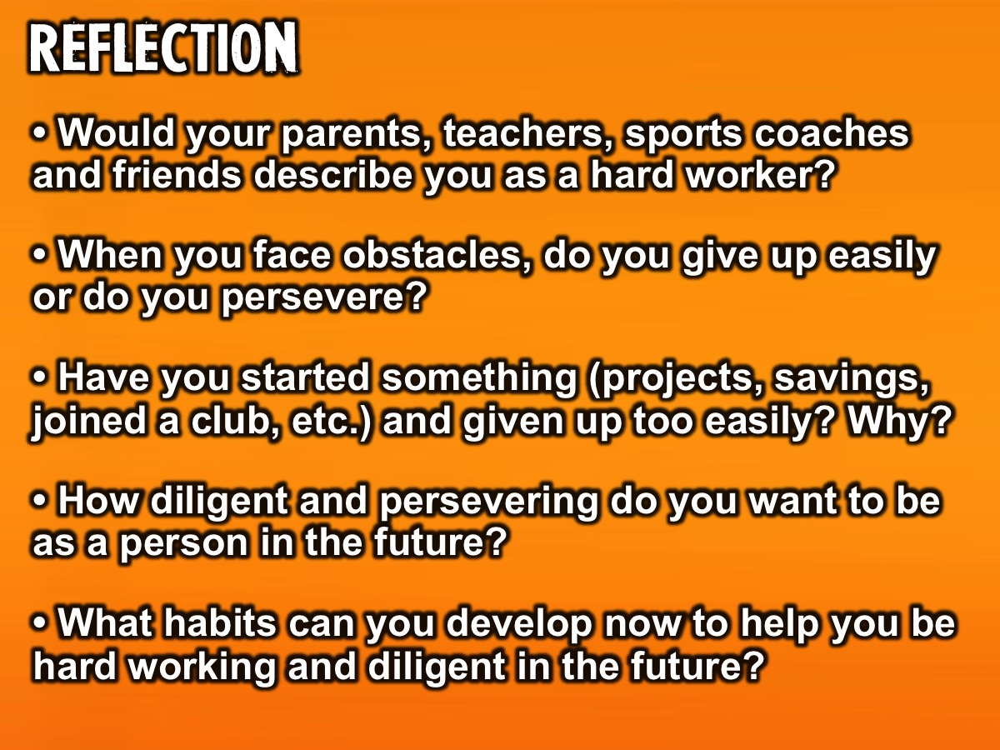 REFLECTION
• Would your parents, teachers, sports coaches
and friends describe you as a hard worker?
• When you face obstacles, do you give up easily
or do you persevere?
• Have you started something (projects, savings,
joined a club, etc.) and given up too easily? Why?
• How diligent and persevering do you want to be
as a person in the future?
• What habits can you develop now to help you be
hard working and diligent in the future?